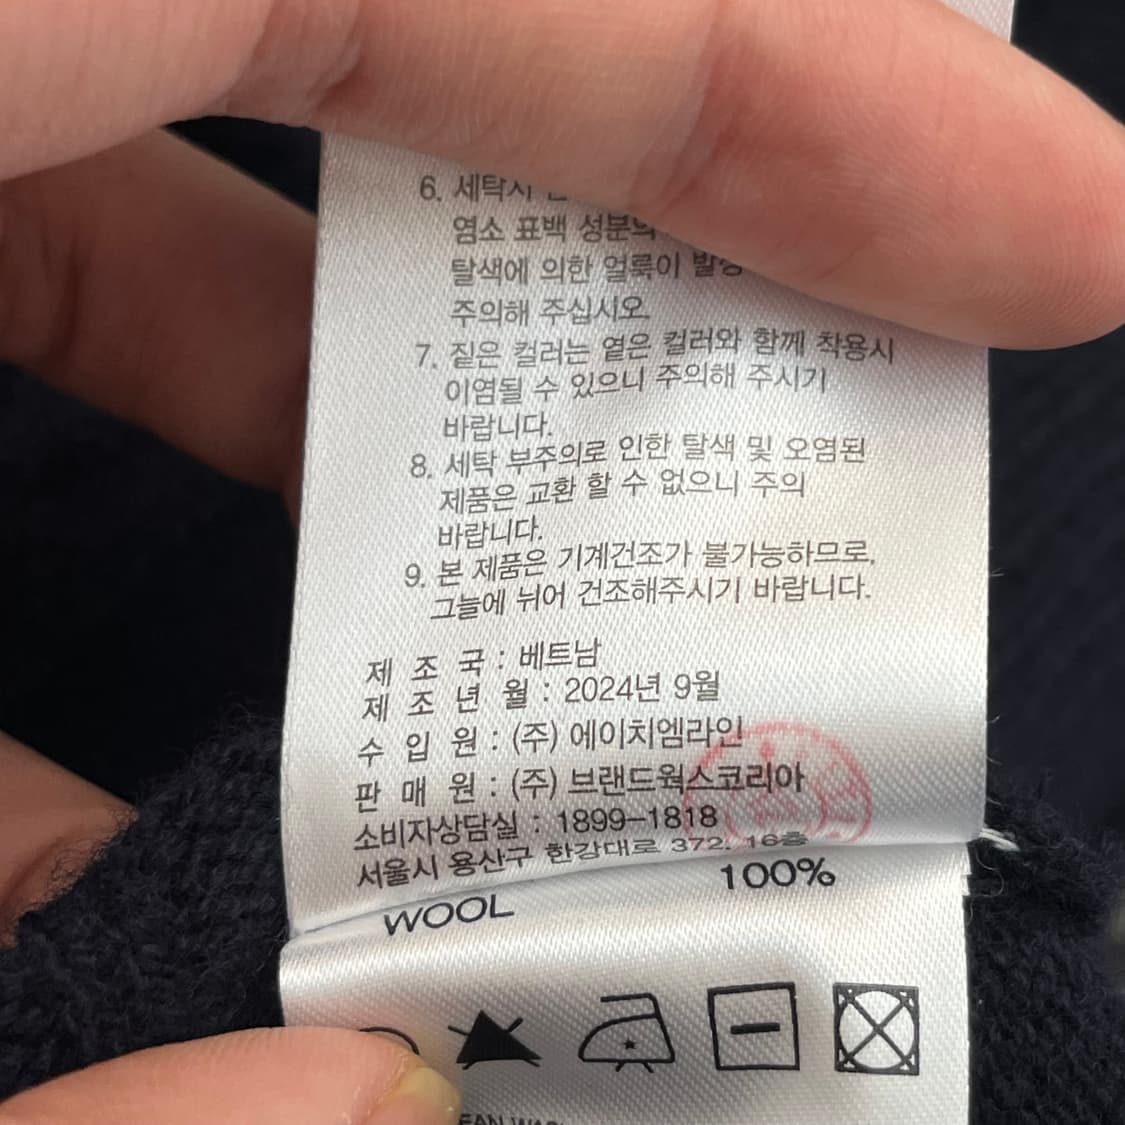 6. 세탁시
염소 표백 성분의
탈색에 의한 얼룩이 발생
주의해 주십시오.
7. 짙은 컬러는 옅은 컬러와 함께 착용시
이염될 수 있으니 주의해 주시기
바랍니다.
8. 세탁 부주의로 인한 탈색 및 오염된
제품은 교환 할 수 없으니 주의
바랍니다.
9. 본 제품은 기계건조가 불가능하므로,
그늘에 뉘어 건조해주시기 바랍니다.
제 조 국 : 베트남
제 조 년 월 : 2024년 9월
수 입 원 : (주) 에이치엠라인
판 매 원 : (주) 브랜드웍스코리아
소비자상담실 : 1899-1818
서울시 용산구 한강대로 372, 16층
WOOL 100%